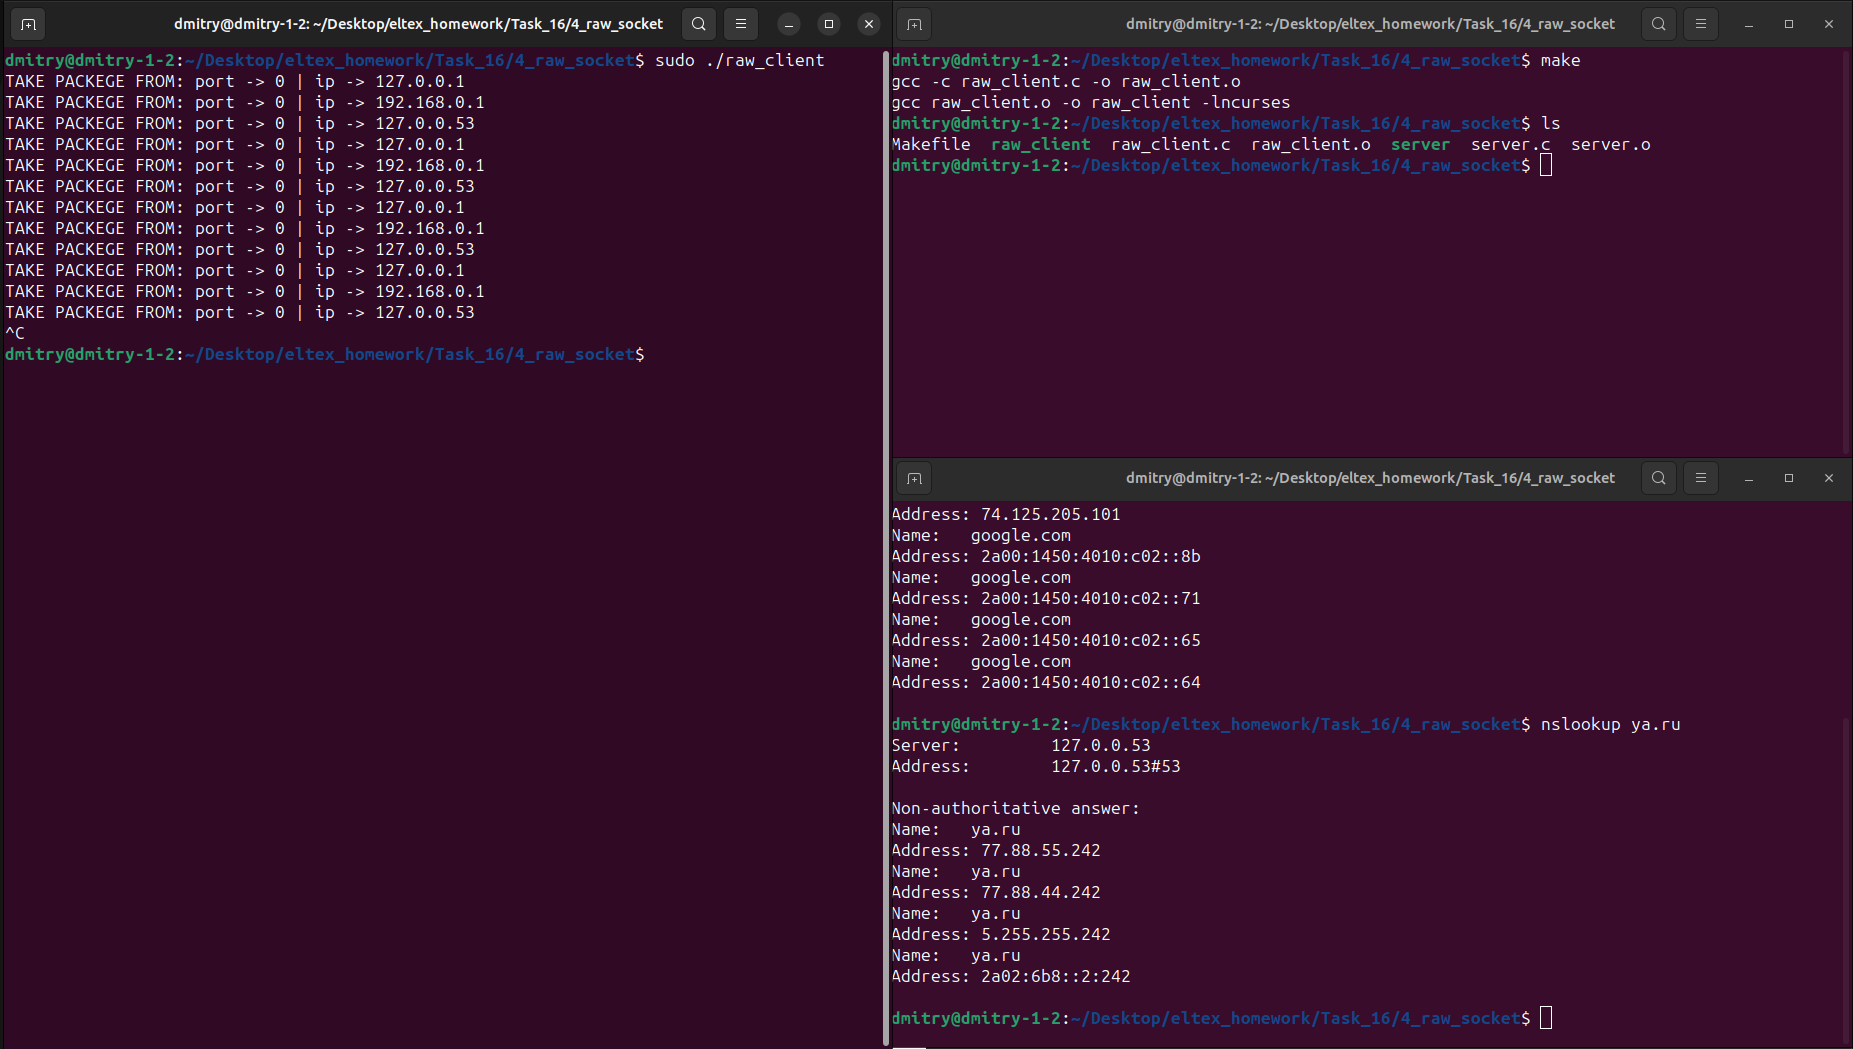 dmitry@dmitry-1-2: ~/Desktop/eltex_homework/Task_16/4_raw_socket
dmitry@dmitry-1-2:~/Desktop/eltex_homework/Task_16/4_raw_socket$ sudo ./raw_client
TAKE PACKEGE FROM: port -> 0 | ip -> 127.0.0.1
TAKE PACKEGE FROM: port -> 0 | ip -> 192.168.0.1
TAKE PACKEGE FROM: port -> 0 | ip -> 127.0.0.53
TAKE PACKEGE FROM: port -> 0 | ip -> 127.0.0.1
TAKE PACKEGE FROM: port -> 0 | ip -> 192.168.0.1
TAKE PACKEGE FROM: port -> 0 | ip -> 127.0.0.53
TAKE PACKEGE FROM: port -> 0 | ip -> 127.0.0.1
TAKE PACKEGE FROM: port -> 0 | ip -> 192.168.0.1
TAKE PACKEGE FROM: port -> 0 | ip -> 127.0.0.53
TAKE PACKEGE FROM: port -> 0 | ip -> 127.0.0.1
TAKE PACKEGE FROM: port -> 0 | ip -> 192.168.0.1
TAKE PACKEGE FROM: port -> 0 | ip -> 127.0.0.53
^C
dmitry@dmitry-1-2:~/Desktop/eltex_homework/Task_16/4_raw_socket$
dmitry@dmitry-1-2: ~/Desktop/eltex_homework/Task_16/4_raw_socket
dmitry@dmitry-1-2:~/Desktop/eltex_homework/Task_16/4_raw_socket$ make
gcc -c raw_client.c -o raw_client.o
gcc raw_client.o -o raw_client -lncurses
dmitry@dmitry-1-2:~/Desktop/eltex_homework/Task_16/4_raw_socket$ ls
Makefile  raw_client  raw_client.c  raw_client.o  server  server.c  server.o
dmitry@dmitry-1-2:~/Desktop/eltex_homework/Task_16/4_raw_socket$
dmitry@dmitry-1-2: ~/Desktop/eltex_homework/Task_16/4_raw_socket
Address: 74.125.205.101
Name:   google.com
Address: 2a00:1450:4010:c02::8b
Name:   google.com
Address: 2a00:1450:4010:c02::71
Name:   google.com
Address: 2a00:1450:4010:c02::65
Name:   google.com
Address: 2a00:1450:4010:c02::64
dmitry@dmitry-1-2:~/Desktop/eltex_homework/Task_16/4_raw_socket$ nslookup ya.ru
Server:         127.0.0.53
Address:        127.0.0.53#53
Non-authoritative answer:
Name:   ya.ru
Address: 77.88.55.242
Name:   ya.ru
Address: 77.88.44.242
Name:   ya.ru
Address: 5.255.255.242
Name:   ya.ru
Address: 2a02:6b8::2:242
dmitry@dmitry-1-2:~/Desktop/eltex_homework/Task_16/4_raw_socket$